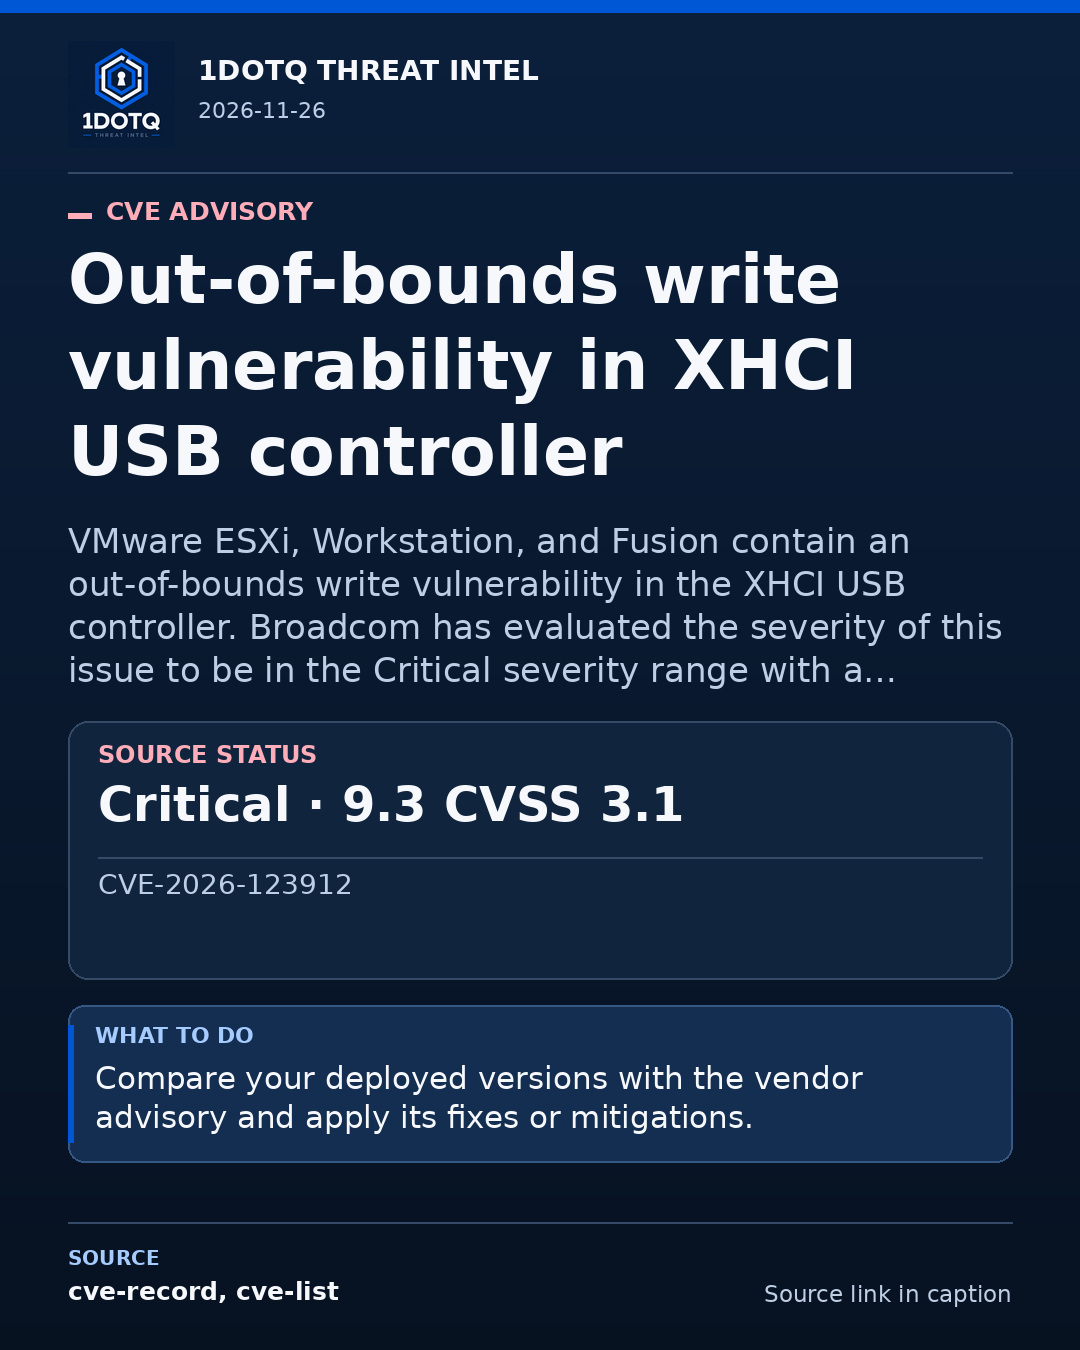 1DOTQ
THREAT INTEL
1DOTQ THREAT INTEL
2026-11-26
CVE ADVISORY
Out-of-bounds write
vulnerability in XHCI
USB controller
VMware ESXi, Workstation, and Fusion contain an
out-of-bounds write vulnerability in the XHCI USB
controller. Broadcom has evaluated the severity of this
issue to be in the Critical severity range with a...
SOURCE STATUS
Critical · 9.3 CVSS 3.1
CVE-2026-123912
WHAT TO DO
Compare your deployed versions with the vendor
advisory and apply its fixes or mitigations.
SOURCE
cve-record, cve-list
Source link in caption